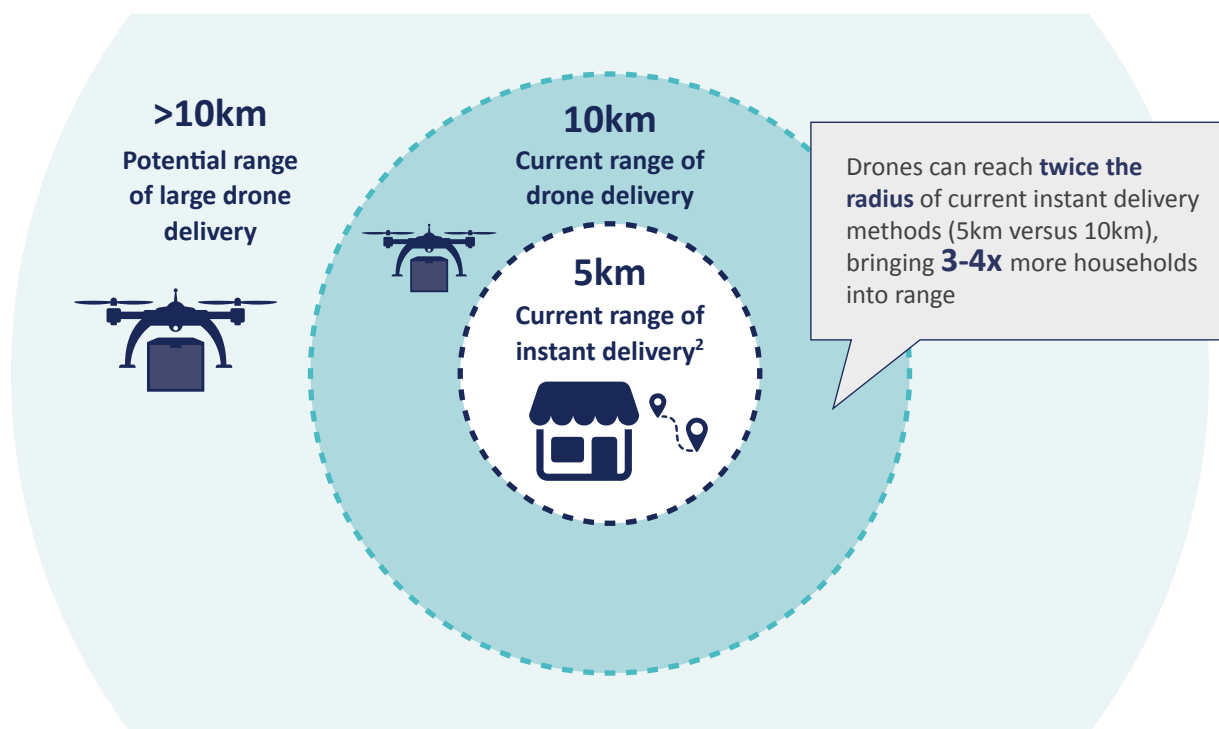 >10km
Potential range
of large drone
delivery
10km
Current range of
drone delivery
5km
Current range of
instant delivery²
Drones can reach twice the
radius of current instant delivery
methods (5km versus 10km),
bringing 3-4x more households
into range